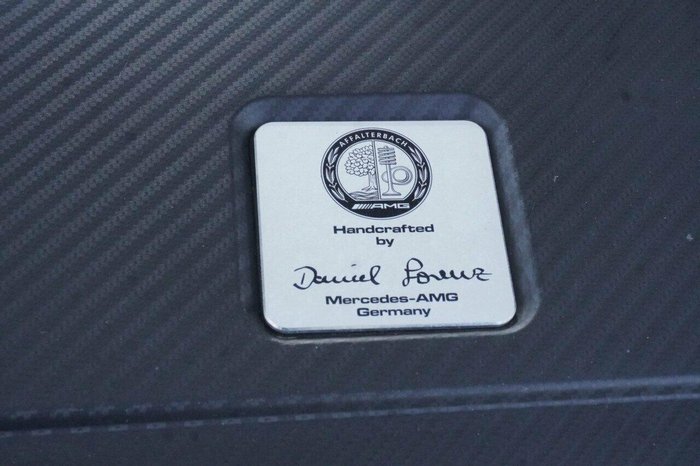 AFFALTERBACH
AMG
Handcrafted
by
Daniel Lorenz
Mercedes-AMG
Germany